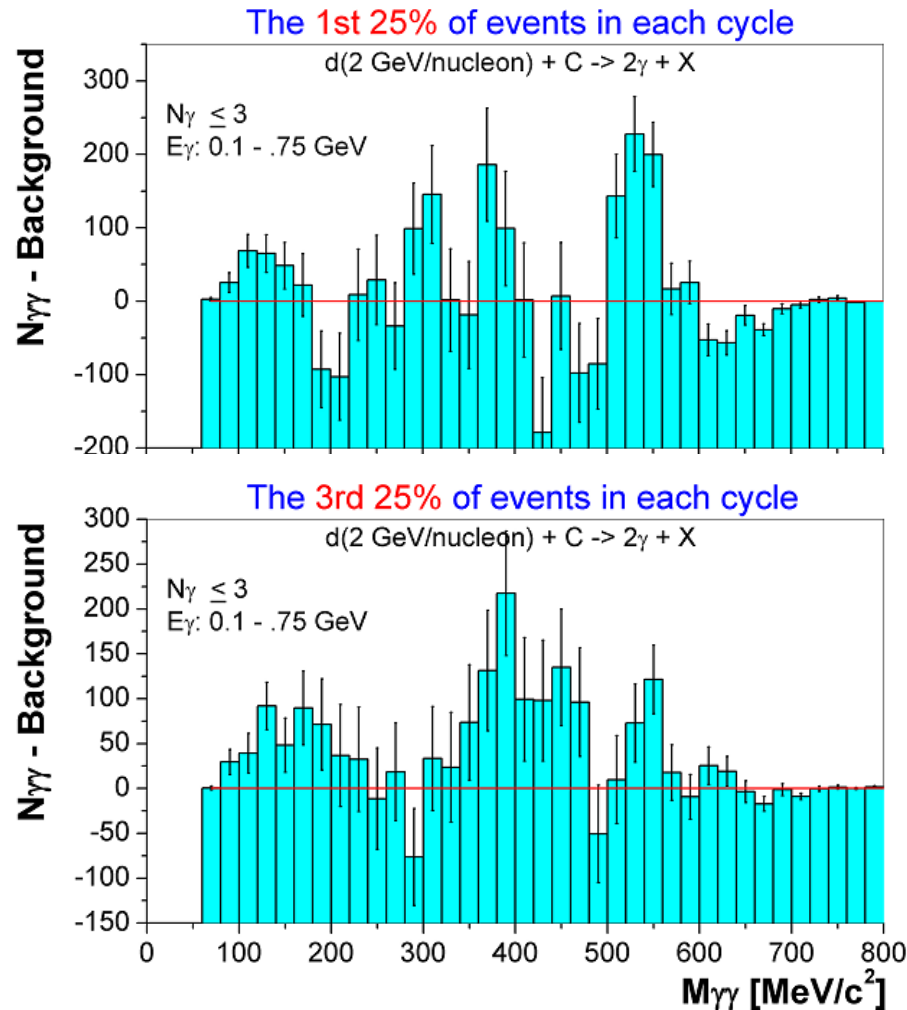 The 1st 25% of events in each cycle
d(2 GeV/nucleon) + C -> 2γ + X
Nγ ≤ 3
Eγ: 0.1 - .75 GeV
Nγγ - Background
300
200
100
0
-100
-200
The 3rd 25% of events in each cycle
d(2 GeV/nucleon) + C -> 2γ + X
Nγ ≤ 3
Eγ: 0.1 - .75 GeV
Nγγ - Background
300
250
200
150
100
50
0
-50
-100
-150
0 100 200 300 400 500 600 700 800
Mγγ [MeV/c²]